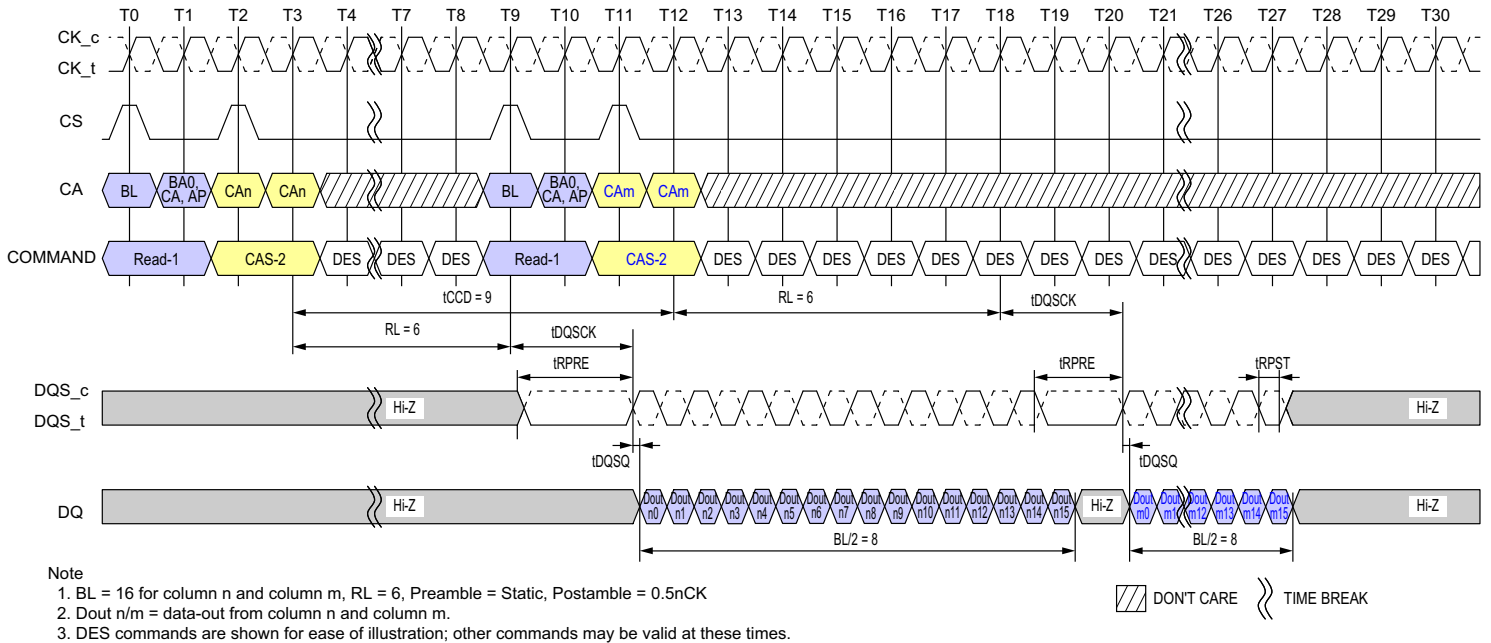 T0 T1 T2 T3 T4 T7 T8 T9 T10 T11 T12 T13 T14 T15 T16 T17 T18 T19 T20 T21 T26 T27 T28 T29 T30
CK_c
CK_t
CS
CA BL BA0, CA, AP CAn CAn BL BA0, CA, AP CAm CAm
COMMAND Read-1 CAS-2 DES DES DES Read-1 CAS-2 DES DES DES DES DES DES DES DES DES DES DES DES DES DES
tCCD = 9 RL = 6 tDQSCK
RL = 6 tDQSCK
tRPRE tRPRE tRPST
DQS_c
DQS_t
Hi-Z Hi-Z
tDQSQ tDQSQ
DQ Hi-Z Dout n0 Dout n1 Dout n2 Dout n3 Dout n4 Dout n5 Dout n6 Dout n7 Dout n8 Dout n9 Dout n10 Dout n11 Dout n12 Dout n13 Dout n14 Dout n15 Hi-Z Dout m0 Dout m1 Dout m12 Dout m13 Dout m14 Dout m15 Hi-Z
BL/2 = 8 BL/2 = 8
Note
1. BL = 16 for column n and column m, RL = 6, Preamble = Static, Postamble = 0.5nCK
2. Dout n/m = data-out from column n and column m.
3. DES commands are shown for ease of illustration; other commands may be valid at these times.
DON'T CARE TIME BREAK